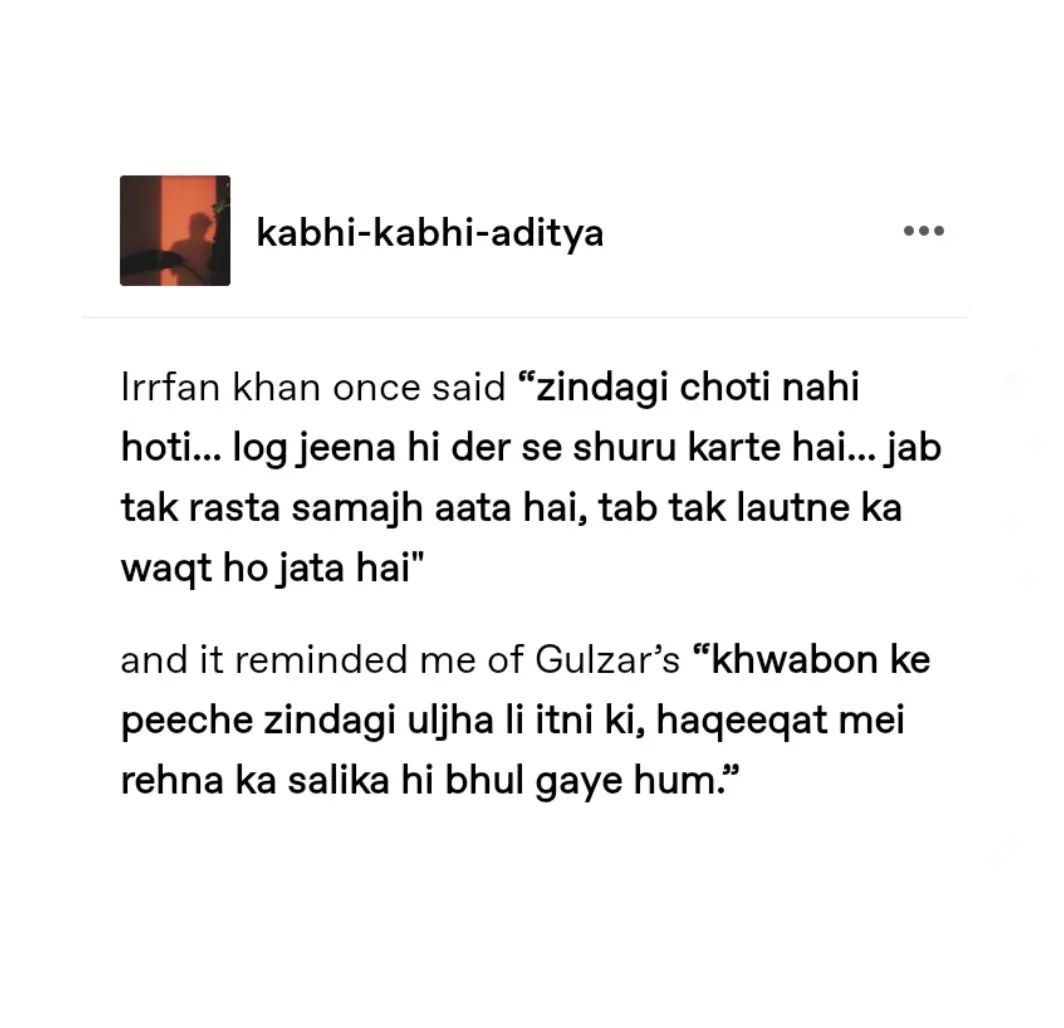 kabhi-kabhi-aditya
Irrfan khan once said “zindagi choti nahi
hoti... log jeena hi der se shuru karte hai... jab
tak rasta samajh aata hai, tab tak lautne ka
waqt ho jata hai"
and it reminded me of Gulzar’s “khwabon ke
peeche zindagi uljha li itni ki, haqeeqat mei
rehna ka salika hi bhul gaye hum.”